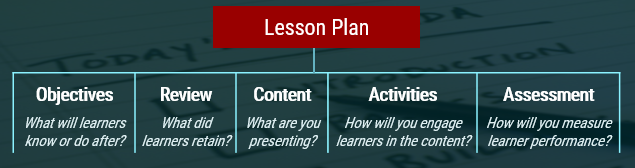 Lesson Plan
Objectives
What will learners
know or do after?
Review
What did
learners retain?
Content
What are you
presenting?
Activities
How will you engage
learners in the content?
Assessment
How will you measure
learner performance?
TODAY'S